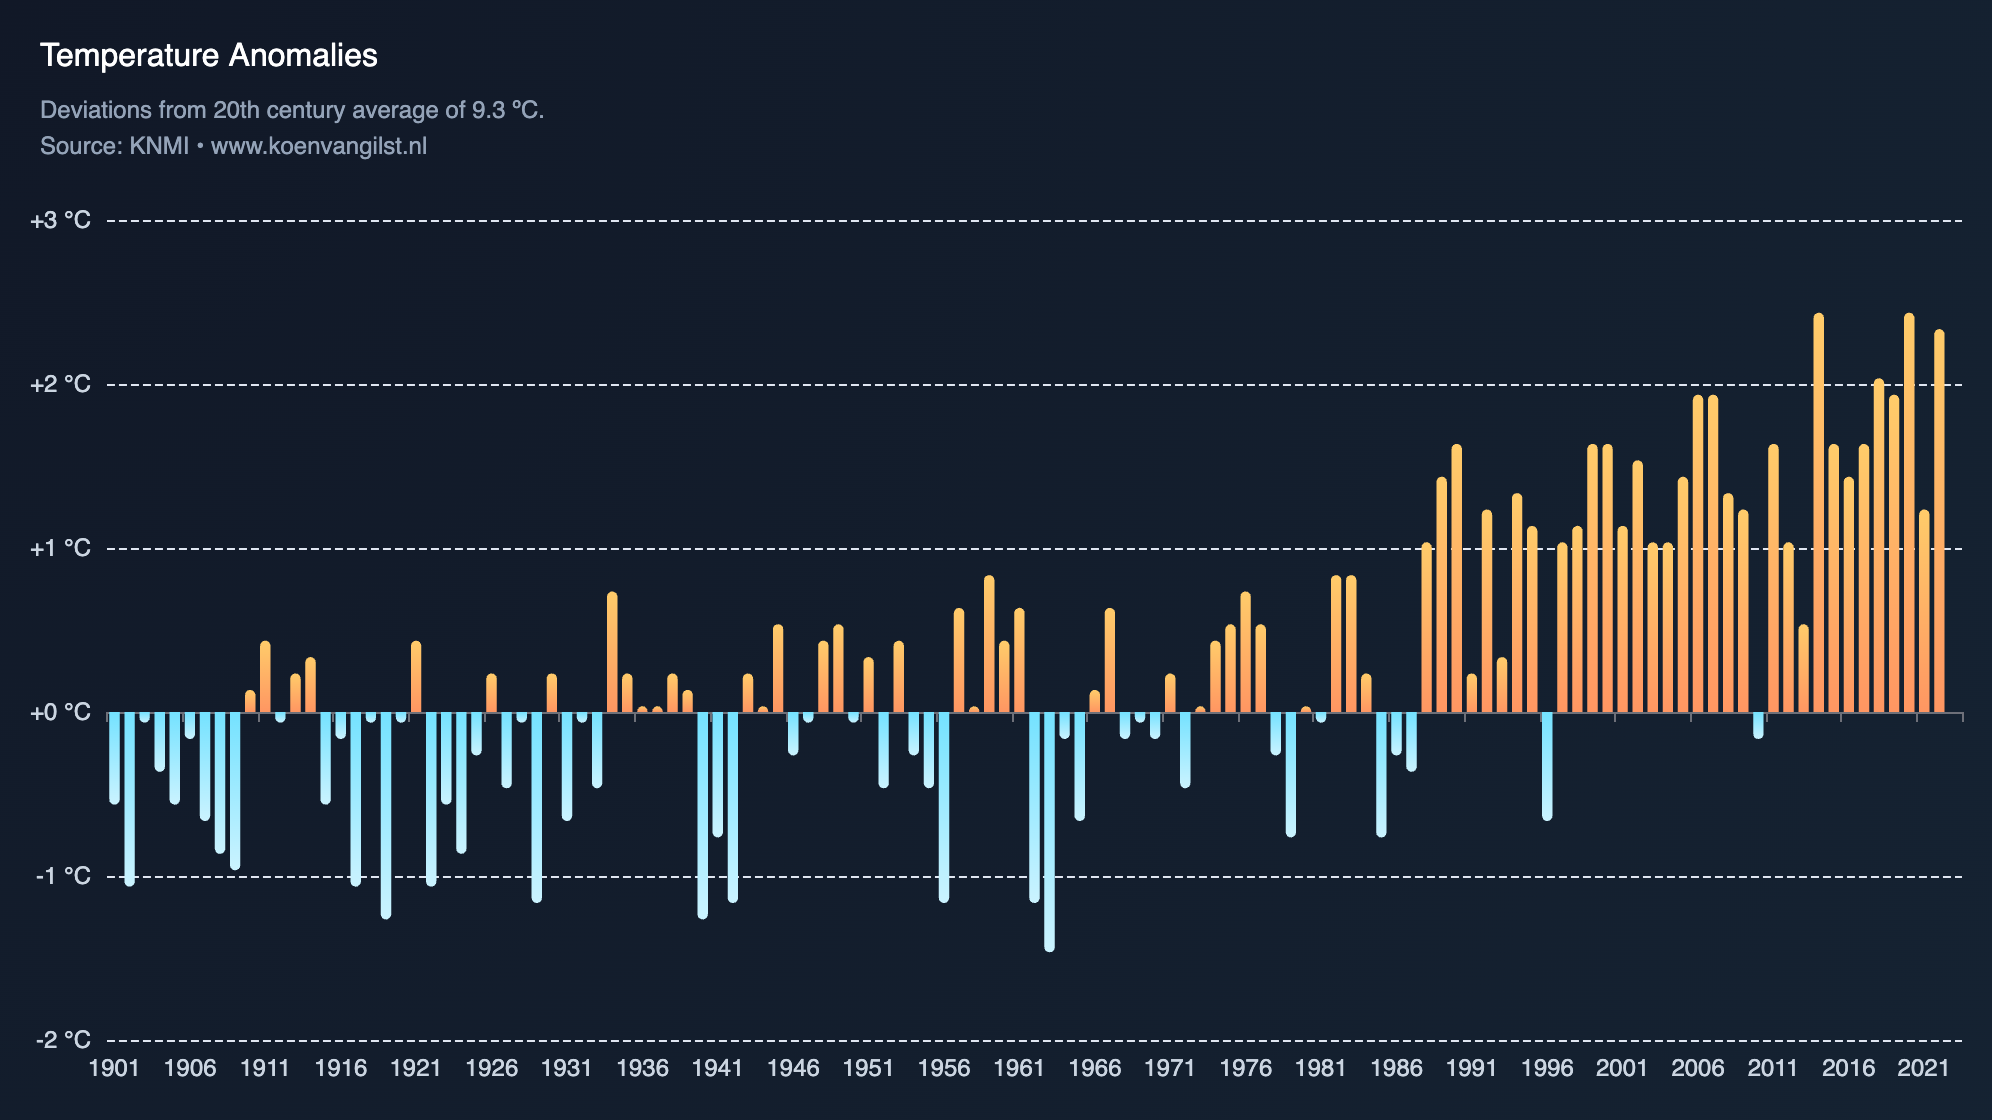 Temperature Anomalies
Deviations from 20th century average of 9.3 °C.
Source: KNMI • www.koenvangilst.nl
+3 °C
+2 °C
+1 °C
+0 °C
-1 °C
-2 °C
1901 1906 1911 1916 1921 1926 1931 1936 1941 1946 1951 1956 1961 1966 1971 1976 1981 1986 1991 1996 2001 2006 2011 2016 2021